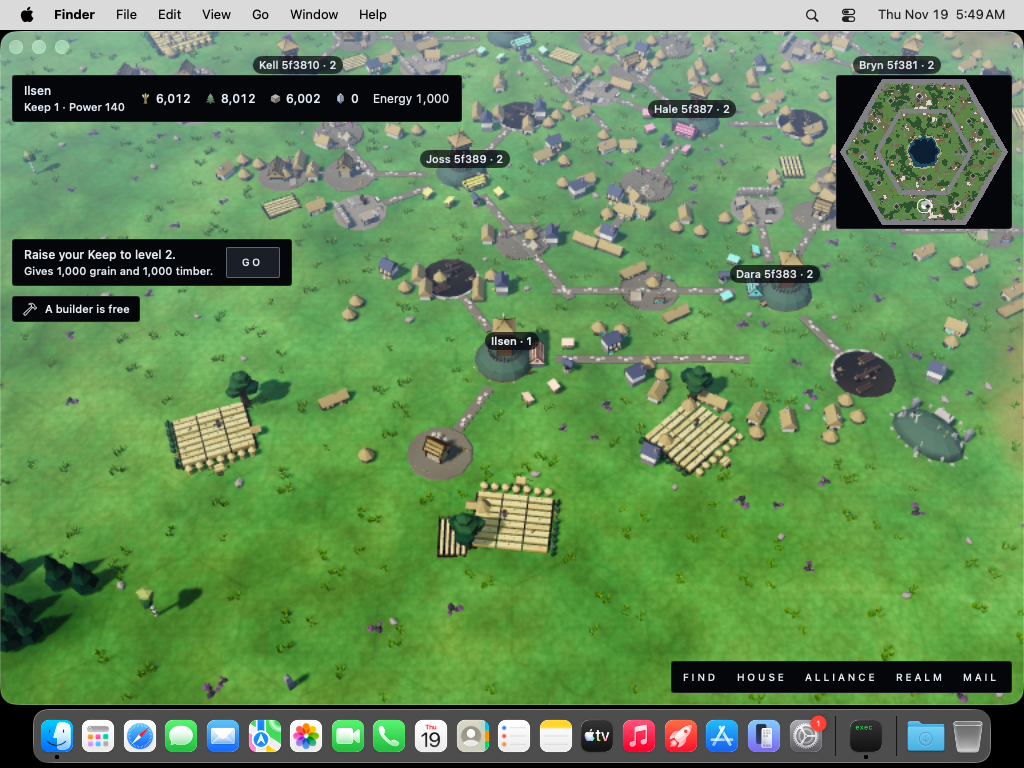 Finder File Edit View Go Window Help Thu Nov 19 5:49 AM
Kell 5f3810 · 2
Bryn 5f381 · 2
Ilsen
Keep 1 · Power 140
6,012 8,012 6,002 0 Energy 1,000
Hale 5f387 · 2
Joss 5f389 · 2
Raise your Keep to level 2.
Gives 1,000 grain and 1,000 timber.
GO
Dara 5f383 · 2
A builder is free
Ilsen · 1
FIND HOUSE ALLIANCE REALM MAIL
Thu
19
tv
1
exec